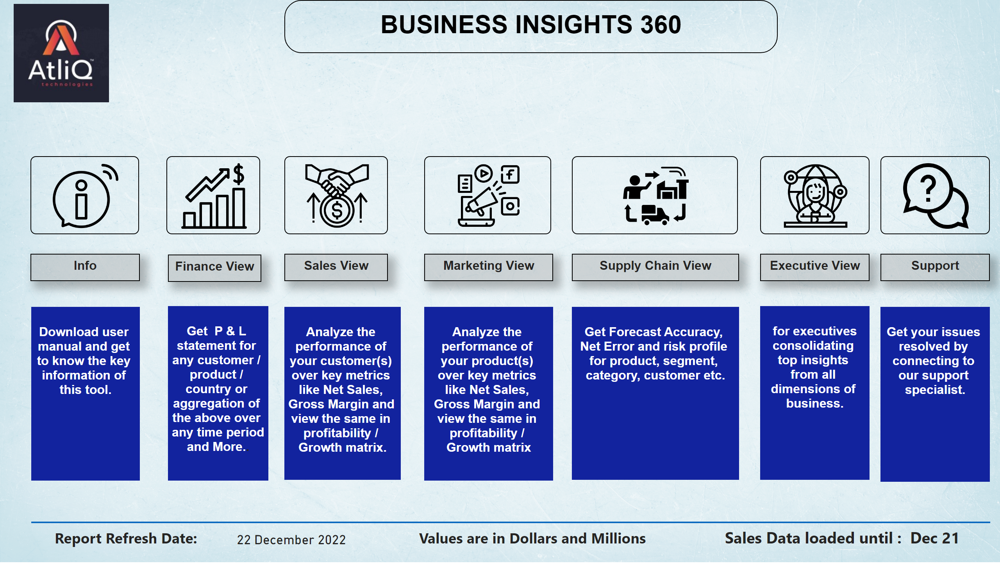 AtliQ™
technologies
BUSINESS INSIGHTS 360
Info
Finance View
Sales View
Marketing View
Supply Chain View
Executive View
Support
Download user
manual and get
to know the key
information of
this tool.
Get P & L
statement for
any customer /
product /
country or
aggregation of
the above over
any time period
and More..
Analyze the
performance of
your customer(s)
over key metrics
like Net Sales,
Gross Margin and
view the same in
profitability /
Growth matrix.
Analyze the
performance of
your product(s)
over key metrics
like Net Sales,
Gross Margin and
view the same in
profitability /
Growth matrix
Get Forecast Accuracy,
Net Error and risk profile
for product, segment,
category, customer etc.
for executives
consolidating
top insights
from all
dimensions of
business.
Get your issues
resolved by
connecting to
our support
specialist.
Report Refresh Date: 22 December 2022
Values are in Dollars and Millions
Sales Data loaded until : Dec 21